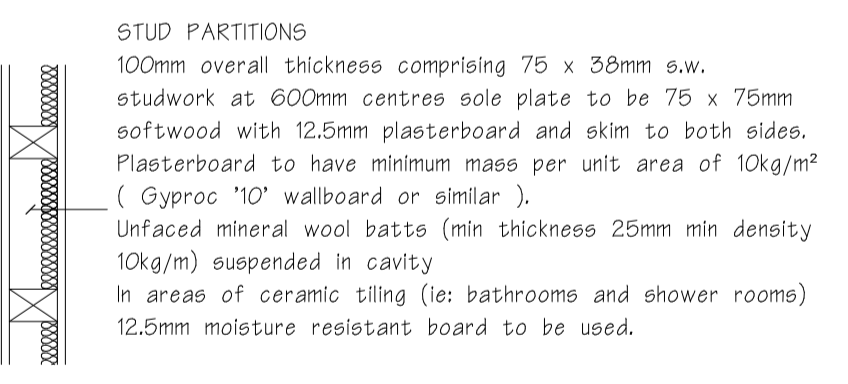 STUD PARTITIONS
100mm overall thickness comprising 75 x 38mm s.w.
studwork at 600mm centres sole plate to be 75 x 75mm
softwood with 12.5mm plasterboard and skim to both sides.
Plasterboard to have minimum mass per unit area of 10kg/m²
( Gyproc '10' wallboard or similar ).
Unfaced mineral wool batts (min thickness 25mm min density
10kg/m) suspended in cavity
In areas of ceramic tiling (ie: bathrooms and shower rooms)
12.5mm moisture resistant board to be used.